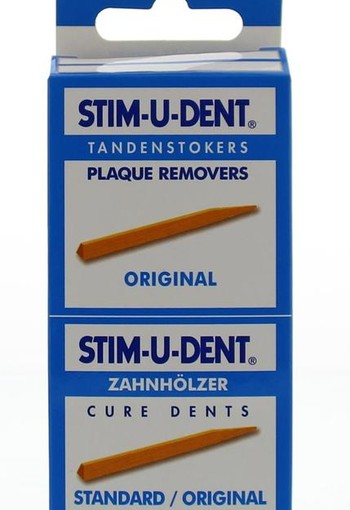 STIM-U-DENT®
TANDENSTOKERS
PLAQUE REMOVERS
ORIGINAL
STIM-U-DENT®
ZAHNHÖLZER
CURE DENTS
STANDARD / ORIGINAL